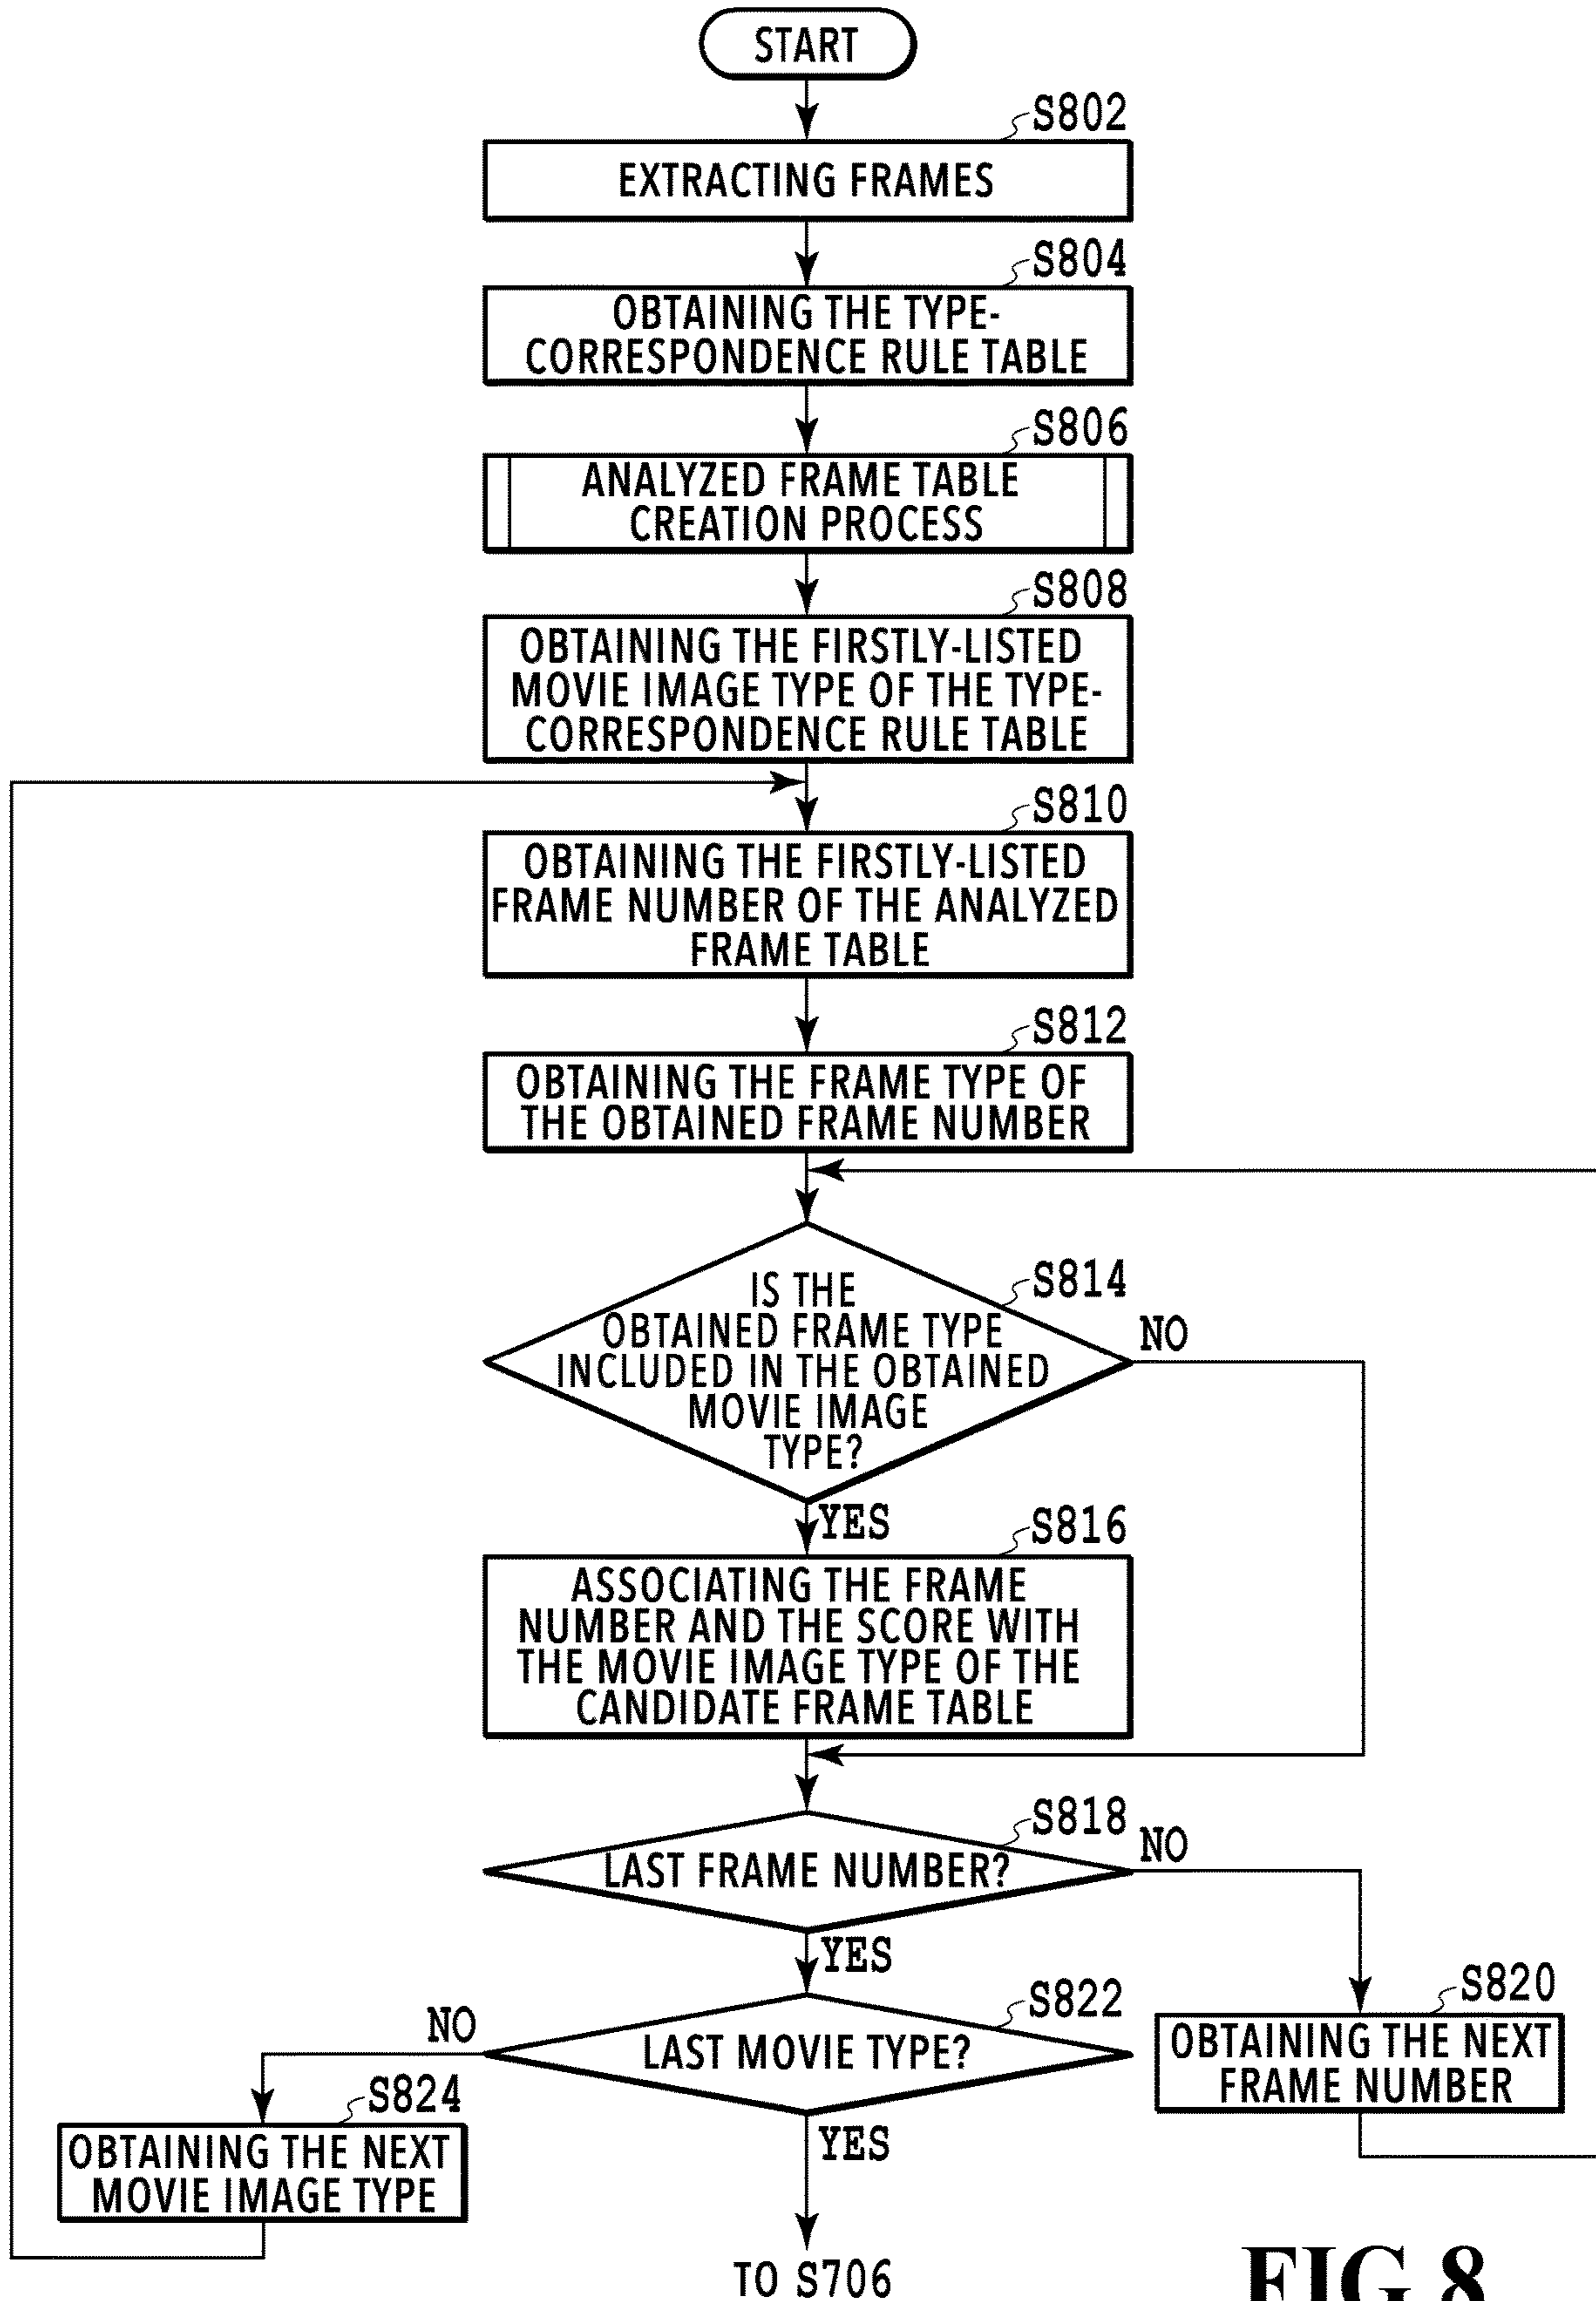 START
S802
EXTRACTING FRAMES
S804
OBTAINING THE TYPE-
CORRESPONDENCE RULE TABLE
S806
ANALYZED FRAME TABLE
CREATION PROCESS
S808
OBTAINING THE FIRSTLY-LISTED
MOVIE IMAGE TYPE OF THE TYPE-
CORRESPONDENCE RULE TABLE
S810
OBTAINING THE FIRSTLY-LISTED
FRAME NUMBER OF THE ANALYZED
FRAME TABLE
S812
OBTAINING THE FRAME TYPE OF
THE OBTAINED FRAME NUMBER
S814
IS THE
OBTAINED FRAME TYPE
INCLUDED IN THE OBTAINED
MOVIE IMAGE
TYPE?
NO
YES
S816
ASSOCIATING THE FRAME
NUMBER AND THE SCORE WITH
THE MOVIE IMAGE TYPE OF THE
CANDIDATE FRAME TABLE
S818
LAST FRAME NUMBER?
NO
YES
S820
OBTAINING THE NEXT
FRAME NUMBER
S822
LAST MOVIE TYPE?
NO
YES
S824
OBTAINING THE NEXT
MOVIE IMAGE TYPE
TO S706
FIG.8